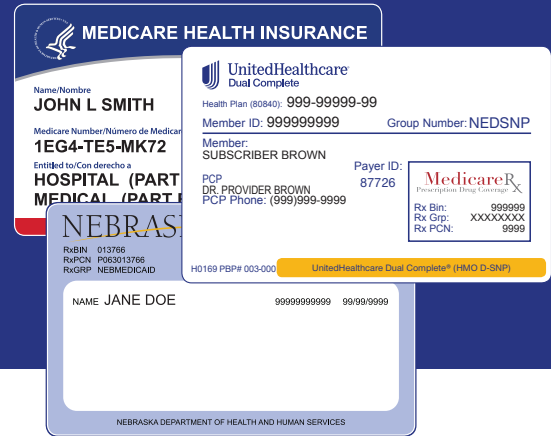 MEDICARE HEALTH INSURANCE
Name/Nombre
JOHN L SMITH
Medicare Number/Número de Medicar
1EG4-TE5-MK72
Entitled to/Con derecho a
HOSPITAL (PART
MEDICAL (PART
UnitedHealthcare®
Dual Complete
Health Plan (80840): 999-99999-99
Member ID: 999999999 Group Number: NEDSNP
Member:
SUBSCRIBER BROWN
PCP
DR. PROVIDER BROWN
PCP Phone: (999)999-9999
Payer ID:
87726
MedicareRx
Prescription Drug Coverage
Rx Bin: 999999
Rx Grp: XXXXXXXX
Rx PCN: 9999
H0169 PBP# 003-000
UnitedHealthcare Dual Complete® (HMO D-SNP)
NEBRAS
RxBIN 013766
RxPCN P063013766
RxGRP NEBMEDICAID
NAME JANE DOE 99999999999 99/99/9999
NEBRASKA DEPARTMENT OF HEALTH AND HUMAN SERVICES